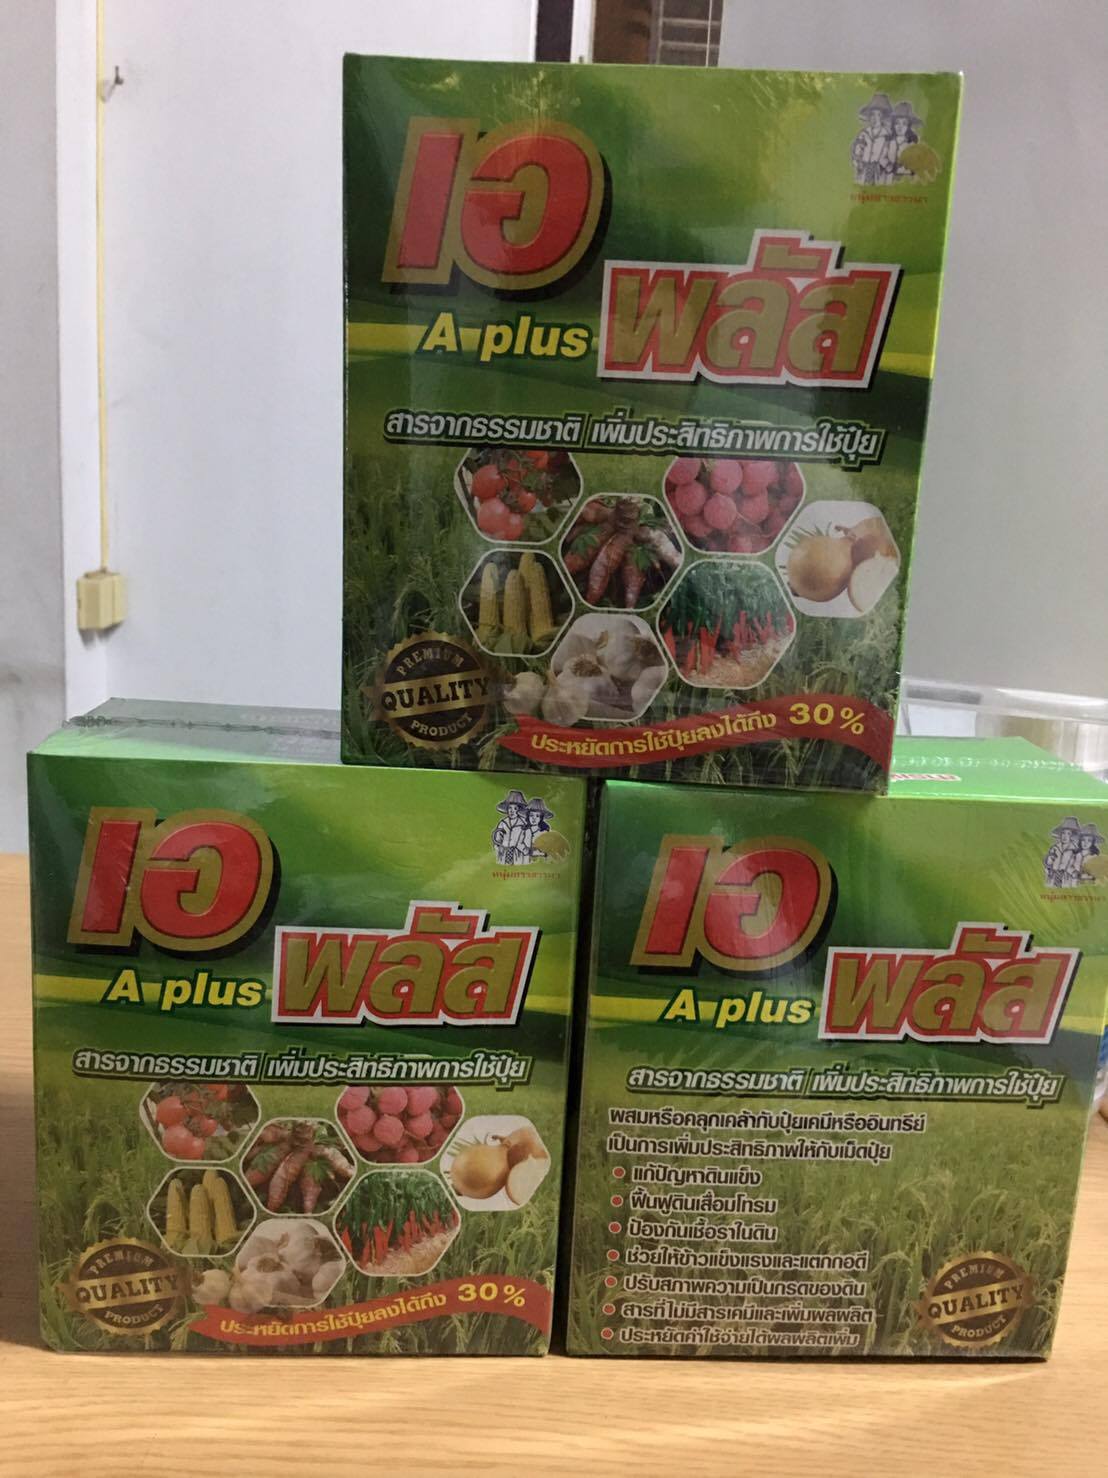 เอ
พลัส
A plus
สารจากธรรมชาติ เพิ่มประสิทธิภาพการใช้ปุ๋ย
PREMIUM
QUALITY
PRODUCT
ประหยัดการใช้ปุ๋ยลงได้ถึง 30%
เอ
พลัส
A plus
สารจากธรรมชาติ เพิ่มประสิทธิภาพการใช้ปุ๋ย
PREMIUM
QUALITY
PRODUCT
ประหยัดการใช้ปุ๋ยลงได้ถึง 30%
เอ
พลัส
A plus
สารจากธรรมชาติ เพิ่มประสิทธิภาพการใช้ปุ๋ย
ผสมหรือคลุกเคล้ากับปุ๋ยเคมีหรืออินทรีย์
เป็นการเพิ่มประสิทธิภาพให้กับเม็ดปุ๋ย
• แก้ปัญหาดินแข็ง
• ฟื้นฟูดินเสื่อมโทรม
• ป้องกันเชื้อราในดิน
• ช่วยให้ข้าวแข็งแรงและแตกกอดี
• ปรับสภาพความเป็นกรดของดิน
• สารที่ไม่มีสารเคมีและเพิ่มผลผลิต
• ประหยัดค่าใช้จ่ายได้ผลผลิตเพิ่ม
PREMIUM
QUALITY
PRODUCT